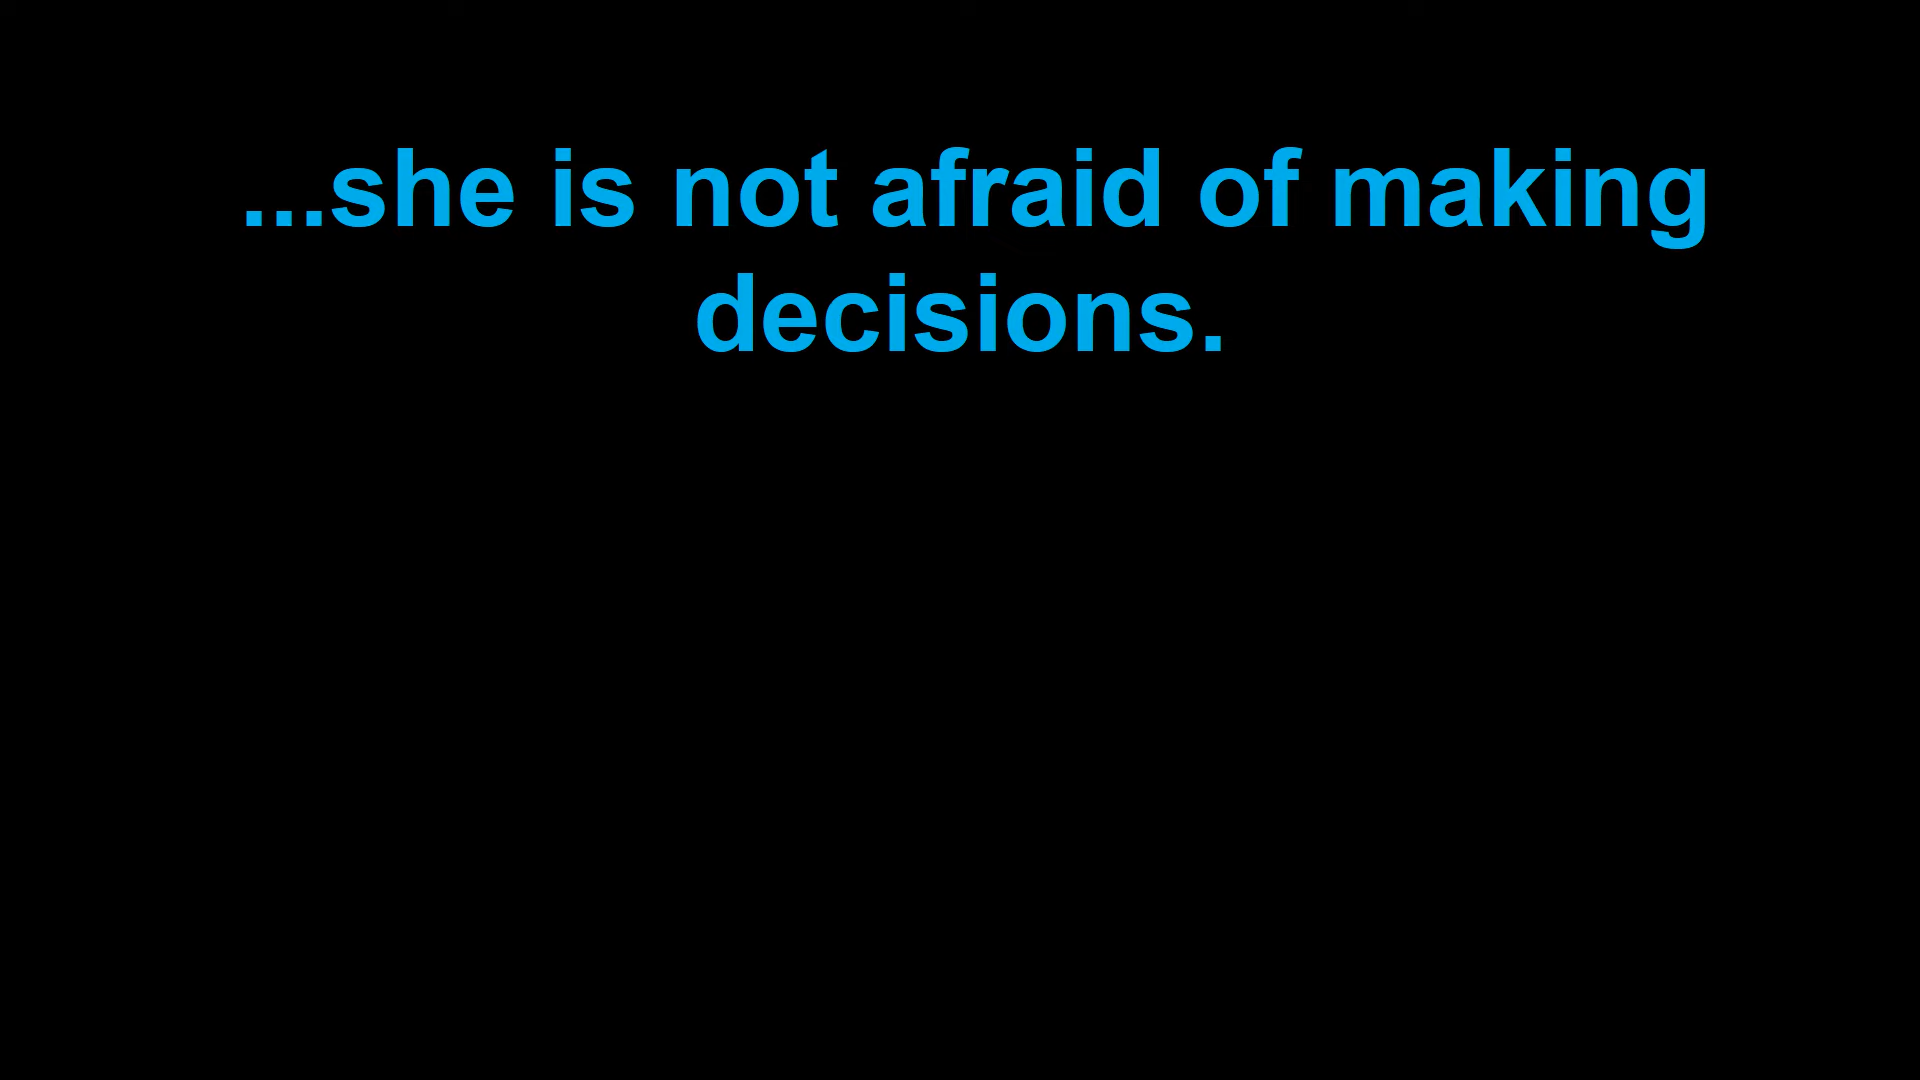 ...she is not afraid of making
decisions.